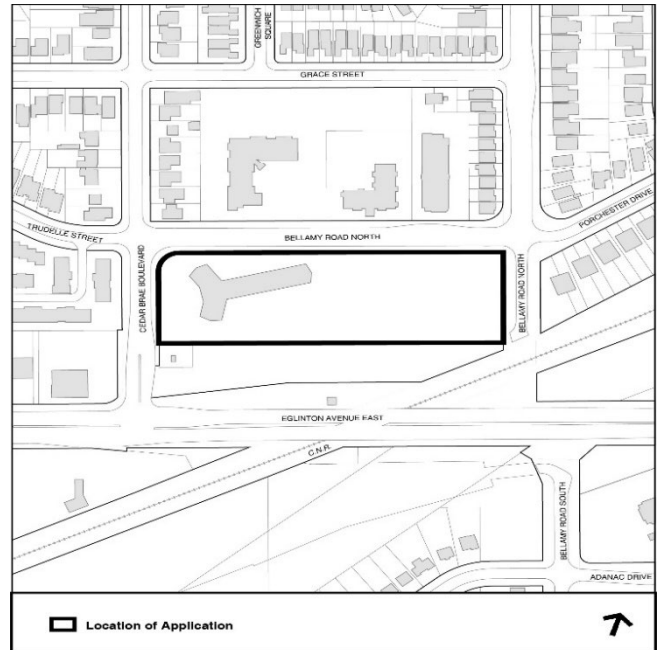 GREENWICH
SQUARE
GRACE STREET
TRUDELLE STREET
BELLAMY ROAD NORTH
PORCHESTER DRIVE
CEDAR BRAE BOULEVARD
BELLAMY ROAD NORTH
EGLINTON AVENUE EAST
C.N.R.
BELLAMY ROAD SOUTH
ADANAC DRIVE
Location of Application